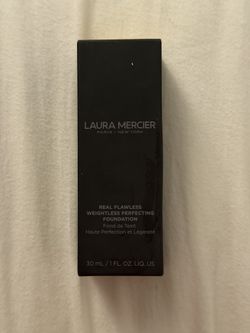 LAURA MERCIER
PARIS • NEW YORK
REAL FLAWLESS
WEIGHTLESS PERFECTING
FOUNDATION
Fond de Teint
Haute Perfection et Légèreté
30 mL / 1 FL. OZ. LIQ. US